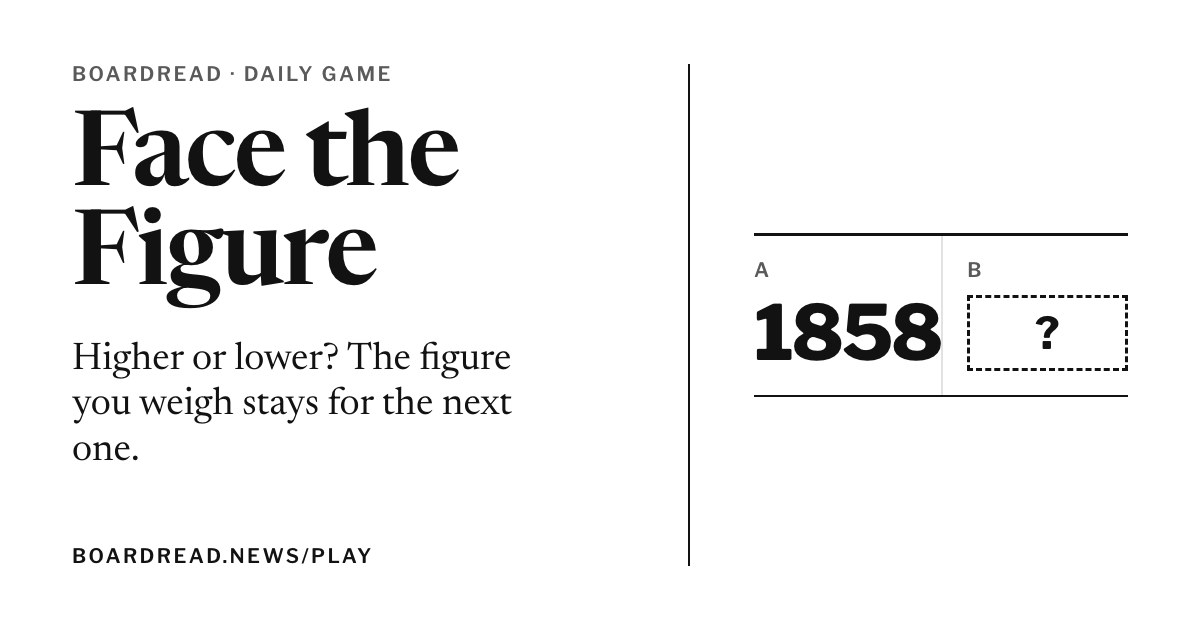 BOARDREAD · DAILY GAME
Face the
Figure
Higher or lower? The figure
you weigh stays for the next
one.
BOARDREAD.NEWS/PLAY
A
1858
B
?